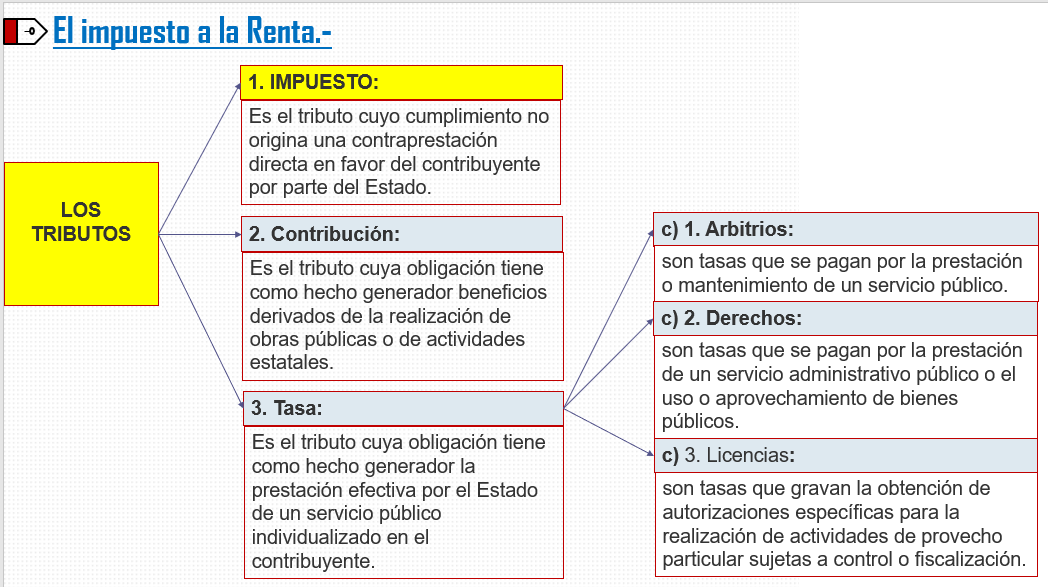 El impuesto a la Renta.-
LOS
TRIBUTOS
1. IMPUESTO:
Es el tributo cuyo cumplimiento no
origina una contraprestación
directa en favor del contribuyente
por parte del Estado.
2. Contribución:
Es el tributo cuya obligación tiene
como hecho generador beneficios
derivados de la realización de
obras públicas o de actividades
estatales.
3. Tasa:
Es el tributo cuya obligación tiene
como hecho generador la
prestación efectiva por el Estado
de un servicio público
individualizado en el
contribuyente.
c) 1. Arbitrios:
son tasas que se pagan por la prestación
o mantenimiento de un servicio público.
c) 2. Derechos:
son tasas que se pagan por la prestación
de un servicio administrativo público o el
uso o aprovechamiento de bienes
públicos.
c) 3. Licencias:
son tasas que gravan la obtención de
autorizaciones específicas para la
realización de actividades de provecho
particular sujetas a control o fiscalización.